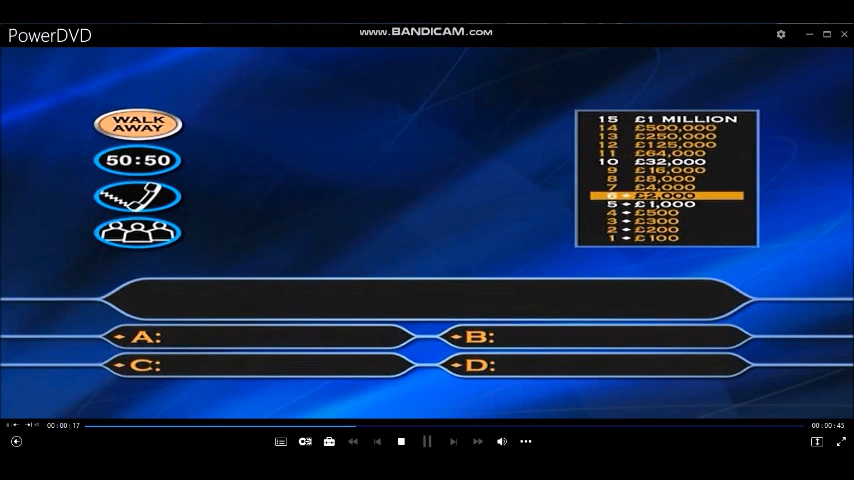 PowerDVD
www.BANDICAM.com
WALK AWAY
50:50
15 £1 MILLION
14 £500,000
13 £250,000
12 £125,000
11 £64,000
10 £32,000
9 £16,000
8 £8,000
7 £4,000
6 £2,000
5 £1,000
4 £500
3 £300
2 £200
1 £100
A:
B:
C:
D:
00:00:17
00:00:45